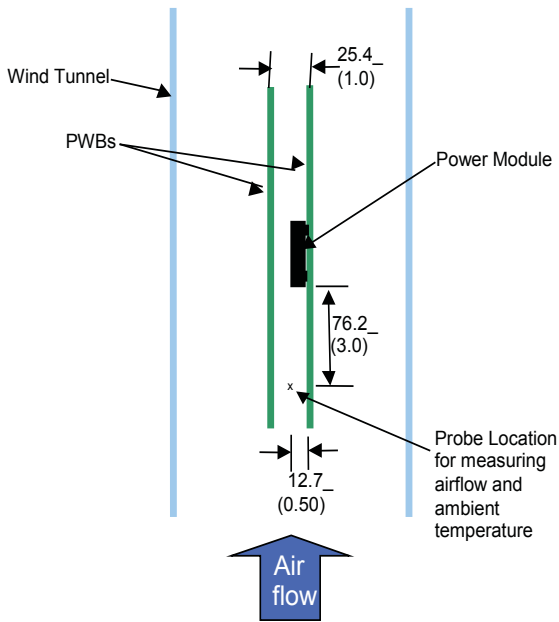 25.4_
(1.0)
Wind Tunnel
PWBs
Power Module
76.2_
(3.0)
x
Probe Location
for measuring
airflow and
ambient
temperature
12.7_
(0.50)
Air
flow